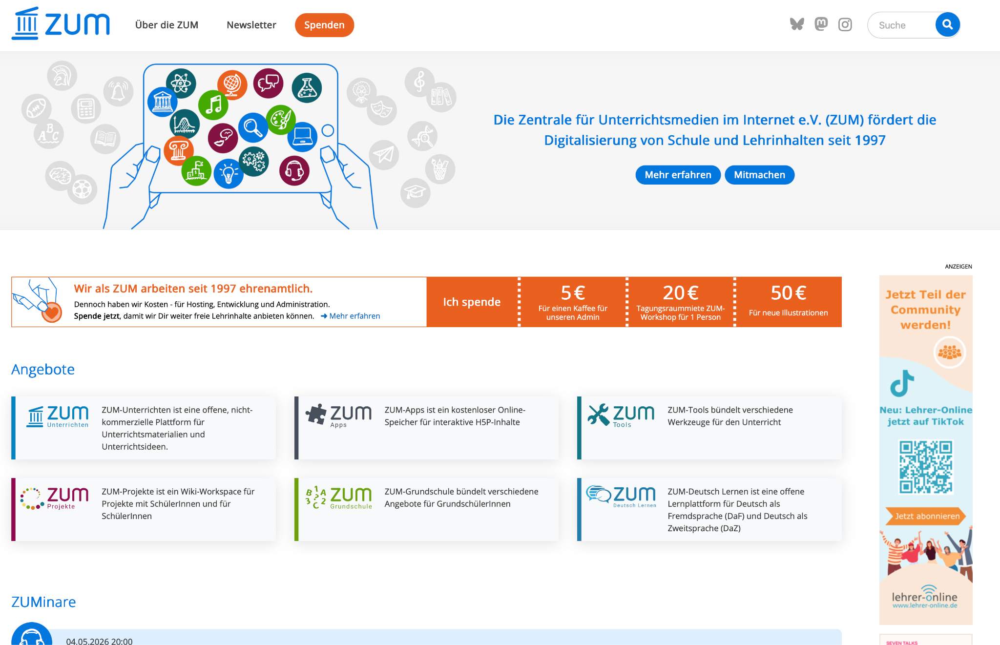 ZUM
Über die ZUM
Newsletter
Spenden
Suche
A B C
1 2 3
Die Zentrale für Unterrichtsmedien im Internet e.V. (ZUM) fördert die
Digitalisierung von Schule und Lehrinhalten seit 1997
Mehr erfahren
Mitmachen
ANZEIGEN
Wir als ZUM arbeiten seit 1997 ehrenamtlich.
Dennoch haben wir Kosten - für Hosting, Entwicklung und Administration.
Spende jetzt, damit wir Dir weiter freie Lehrinhalte anbieten können. ➜ Mehr erfahren
Ich spende
5 €
Für einen Kaffee für
unseren Admin
20 €
Tagungsraummiete ZUM-
Workshop für 1 Person
50 €
Für neue Illustrationen
Angebote
ZUM
Unterrichten
ZUM-Unterrichten ist eine offene, nicht-
kommerzielle Plattform für
Unterrichtsmaterialien und
Unterrichtsideen.
ZUM
Apps
ZUM-Apps ist ein kostenloser Online-
Speicher für interaktive H5P-Inhalte
ZUM
Tools
ZUM-Tools bündelt verschiedene
Werkzeuge für den Unterricht
ZUM
Projekte
ZUM-Projekte ist ein Wiki-Workspace für
Projekte mit SchülerInnen und für
SchülerInnen
B 1 A
? 
3 C 2
ZUM
Grundschule
ZUM-Grundschule bündelt verschiedene
Angebote für GrundschülerInnen
ZUM
Deutsch Lernen
ZUM-Deutsch Lernen ist eine offene
Lernplattform für Deutsch als
Fremdsprache (DaF) und Deutsch als
Zweitsprache (DaZ)
ZUMinare
04.05.2026 20:00
Jetzt Teil der
Community
werden!
Neu: Lehrer-Online
jetzt auf TikTok
Jetzt abonnieren
lehrer-online
www.lehrer-online.de
SEVEN TALKS